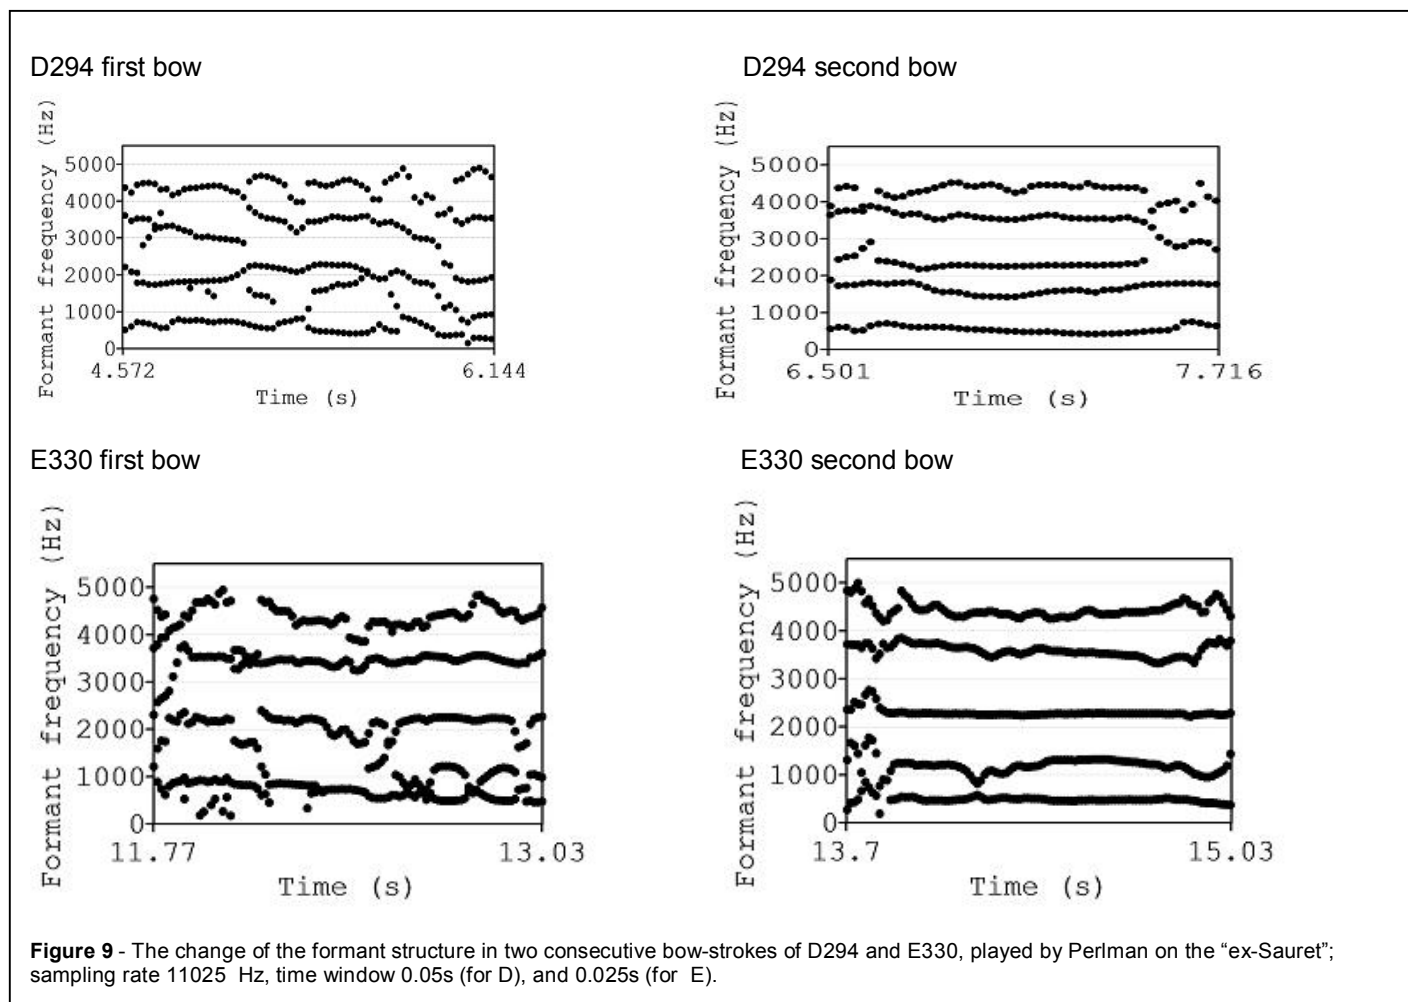 D294 first bow
D294 second bow
Formant frequency (Hz)
5000
4000
3000
2000
1000
0
4.572
6.144
Time (s)
Formant frequency (Hz)
5000
4000
3000
2000
1000
0
6.501
7.716
Time (s)
E330 first bow
E330 second bow
Formant frequency (Hz)
5000
4000
3000
2000
1000
0
11.77
13.03
Time (s)
Formant frequency (Hz)
5000
4000
3000
2000
1000
0
13.7
15.03
Time (s)
Figure 9 - The change of the formant structure in two consecutive bow-strokes of D294 and E330, played by Perlman on the “ex-Sauret”;
sampling rate 11025 Hz, time window 0.05s (for D), and 0.025s (for E).